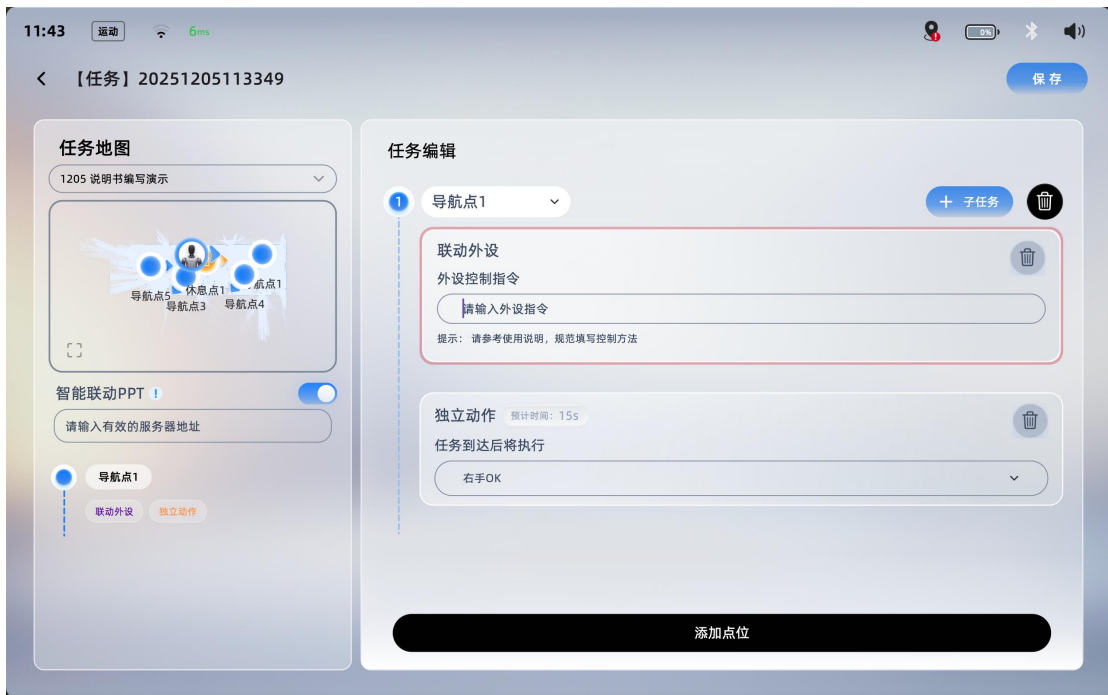 11:43 运动 6ms 0%
【任务】20251205113349 保存
任务地图
1205 说明书编写演示
导航点5 休息点1 航点1
导航点3 导航点4
智能联动PPT !
请输入有效的服务器地址
导航点1
联动外设 独立动作
任务编辑
1 导航点1 + 子任务
联动外设
外设控制指令
请输入外设指令
提示: 请参考使用说明, 规范填写控制方法
独立动作 预计时间: 15s
任务到达后将执行
右手OK
添加点位